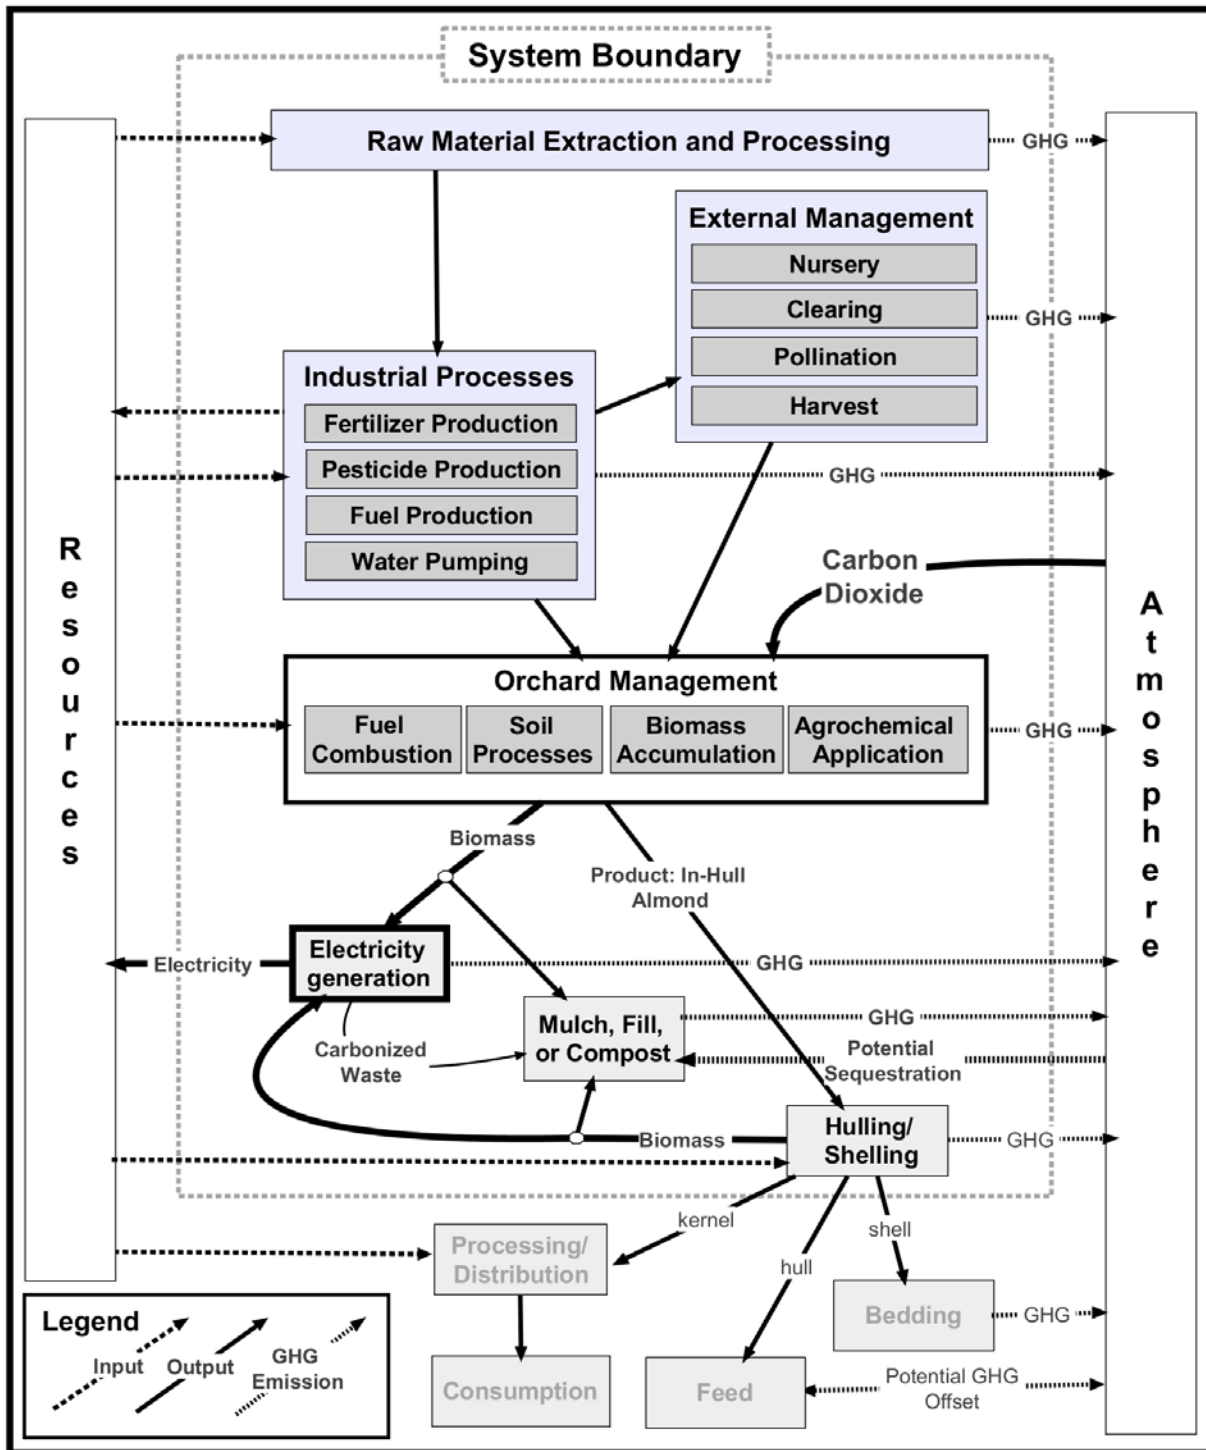 System Boundary
Raw Material Extraction and Processing
GHG
External Management
Nursery
Clearing
GHG
Pollination
Harvest
Industrial Processes
Fertilizer Production
Pesticide Production
GHG
Fuel Production
Water Pumping
Resources
Atmosphere
Carbon
Dioxide
Orchard Management
Fuel
Combustion
Soil
Processes
Biomass
Accumulation
Agrochemical
Application
GHG
Biomass
Product: In-Hull
Almond
Electricity
Electricity
generation
GHG
Mulch, Fill,
or Compost
GHG
Carbonized
Waste
Potential
Sequestration
Hulling/
Shelling
Biomass
GHG
kernel
hull
shell
Processing/
Distribution
Bedding
GHG
Consumption
Feed
Potential GHG
Offset
Legend
Input
Output
GHG
Emission